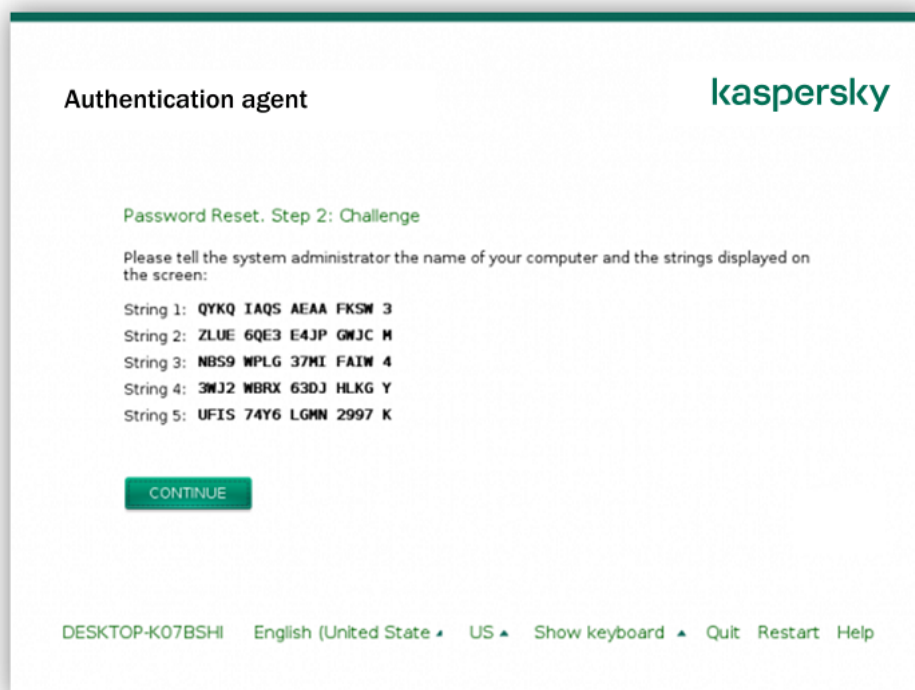 Authentication agent
kaspersky
Password Reset. Step 2: Challenge
Please tell the system administrator the name of your computer and the strings displayed on
the screen:
String 1: QYKQ IAQS AEAA FKSW 3
String 2: ZLUE 6QE3 E4JP GWJC M
String 3: NBS9 WPLG 37MI FAIW 4
String 4: 3WJ2 WBRX 63DJ HLKG Y
String 5: UFIS 74Y6 LGMN 2997 K
CONTINUE
DESKTOP-K07BSHI English (United State US Show keyboard Quit Restart Help